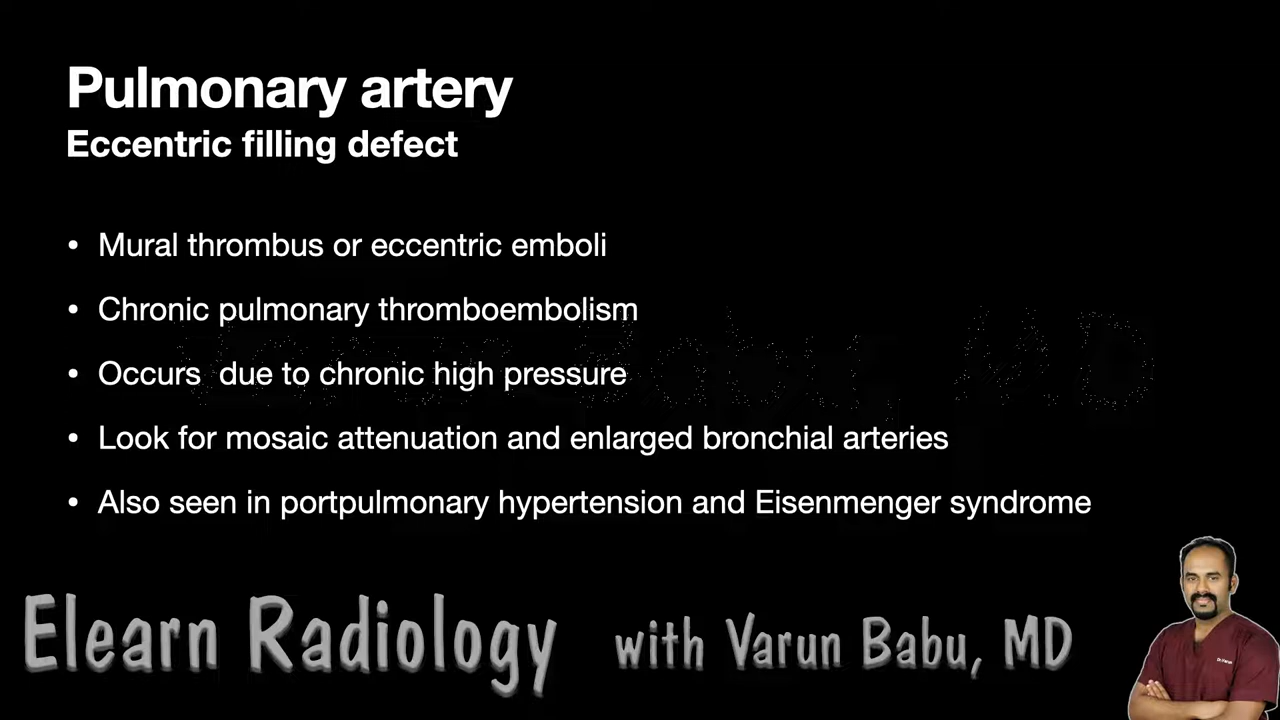 Pulmonary artery
Eccentric filling defect
• Mural thrombus or eccentric emboli
• Chronic pulmonary thromboembolism
• Occurs  due to chronic high pressure
• Look for mosaic attenuation and enlarged bronchial arteries
• Also seen in portpulmonary hypertension and Eisenmenger syndrome
Elearn Radiology with Varun Babu, MD